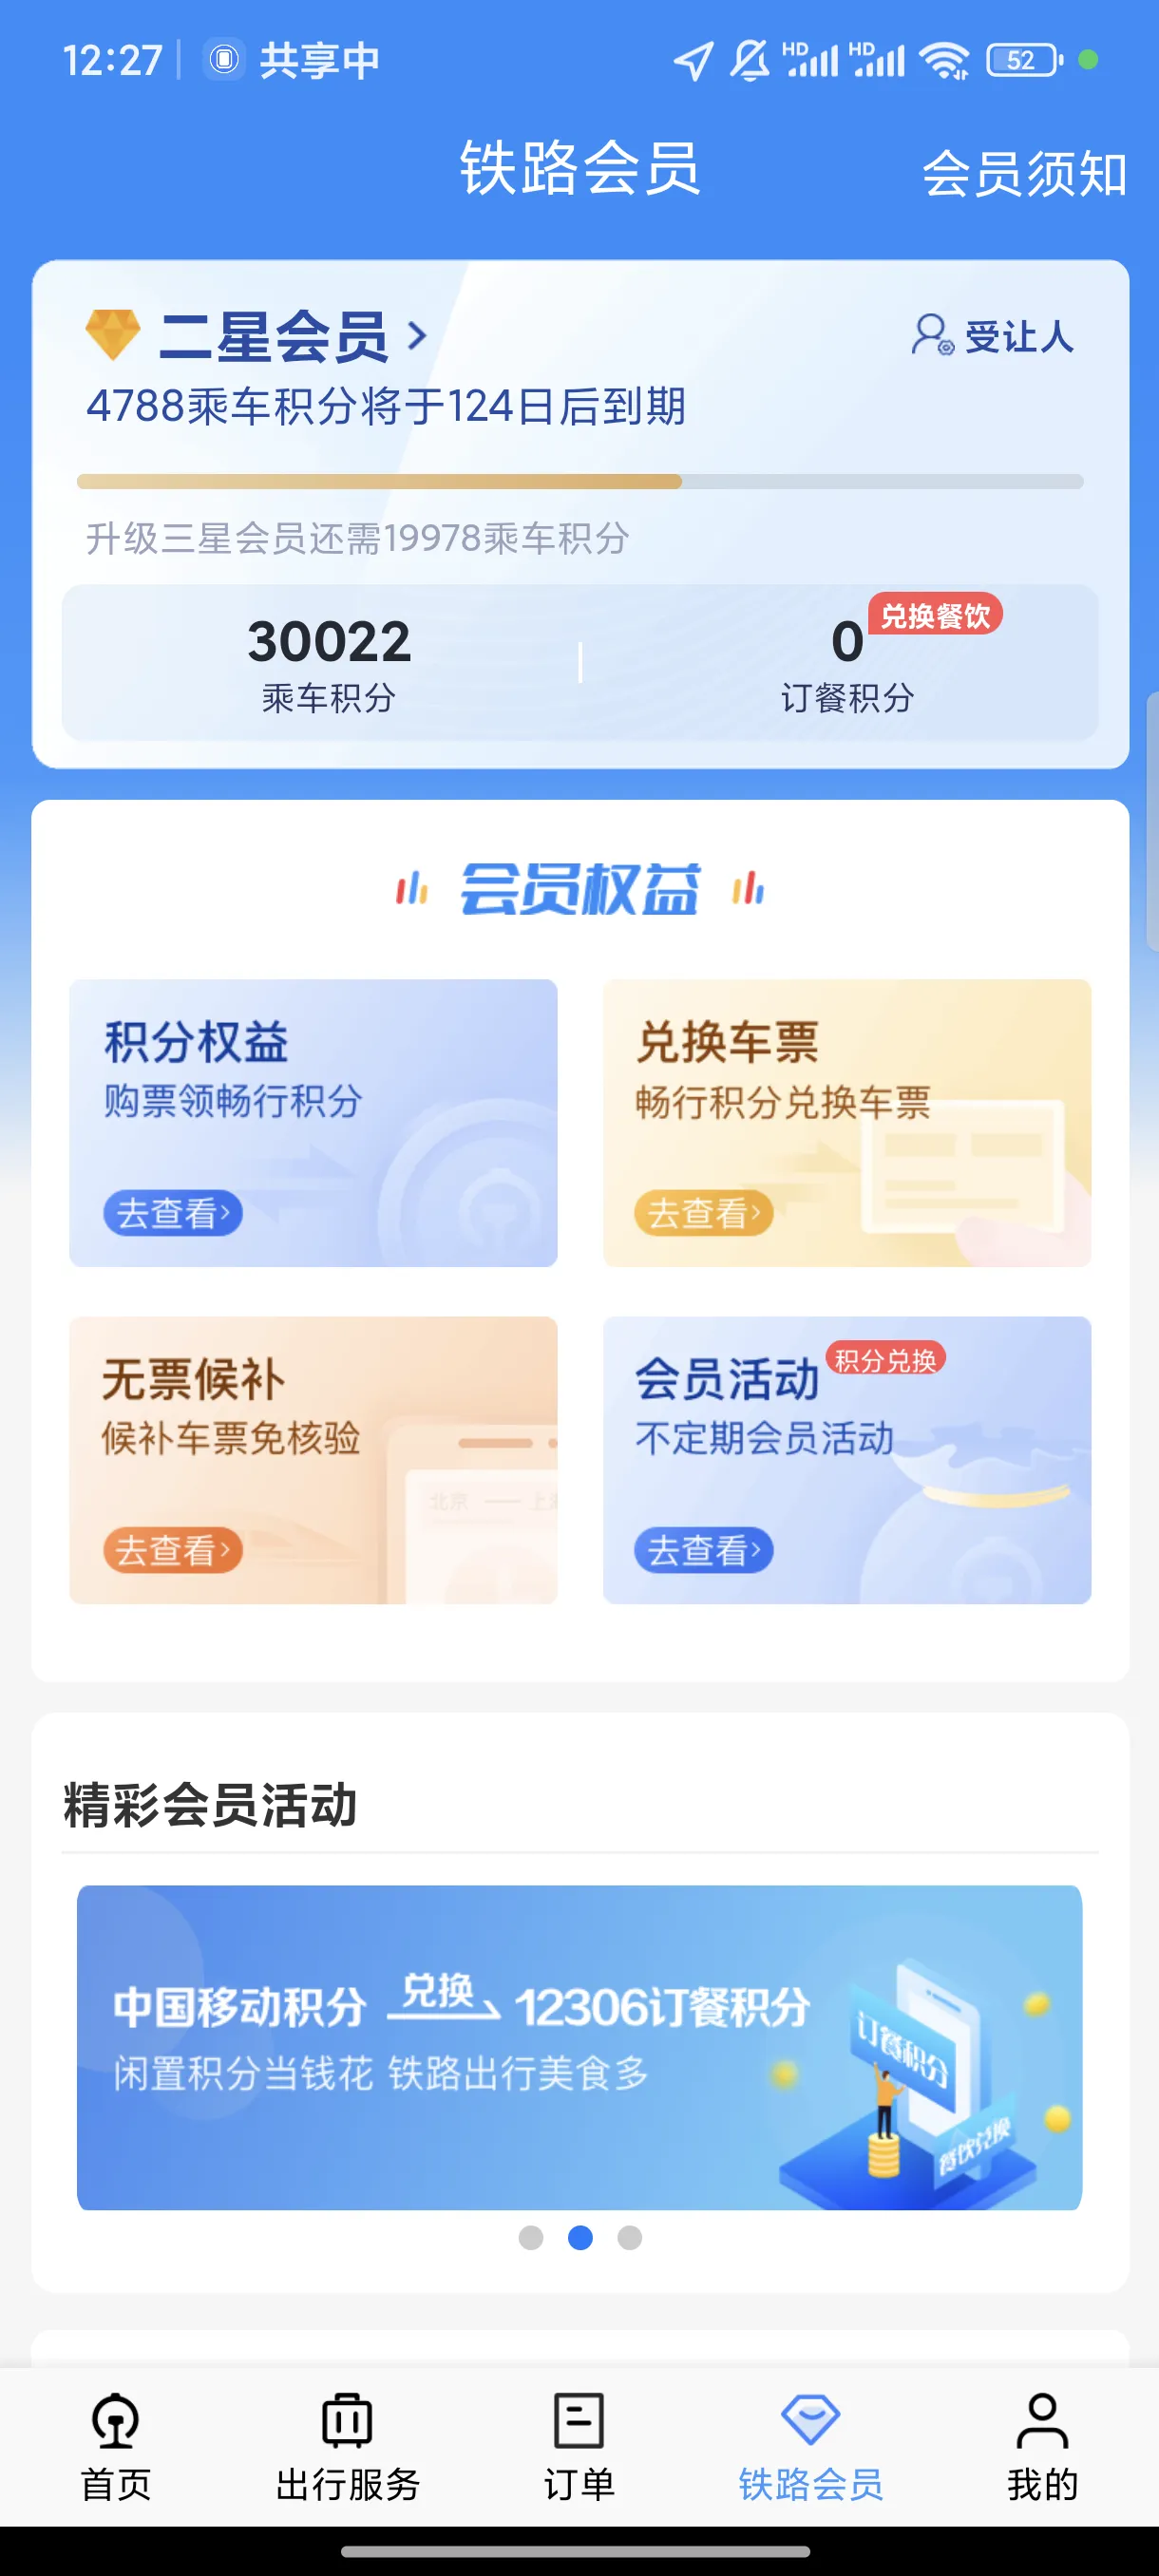 12:27
共享中
HD
HD
52
铁路会员
会员须知
二星会员
受让人
4788乘车积分将于124日后到期
升级三星会员还需19978乘车积分
30022
乘车积分
0
兑换餐饮
订餐积分
会员权益
积分权益
购票领畅行积分
去查看
兑换车票
畅行积分兑换车票
去查看
无票候补
候补车票免核验
北京 —— 上海
去查看
会员活动
积分兑换
不定期会员活动
去查看
精彩会员活动
中国移动积分 兑换 12306订餐积分
闲置积分当钱花 铁路出行美食多
订餐积分
餐饮兑换
首页
出行服务
订单
铁路会员
我的